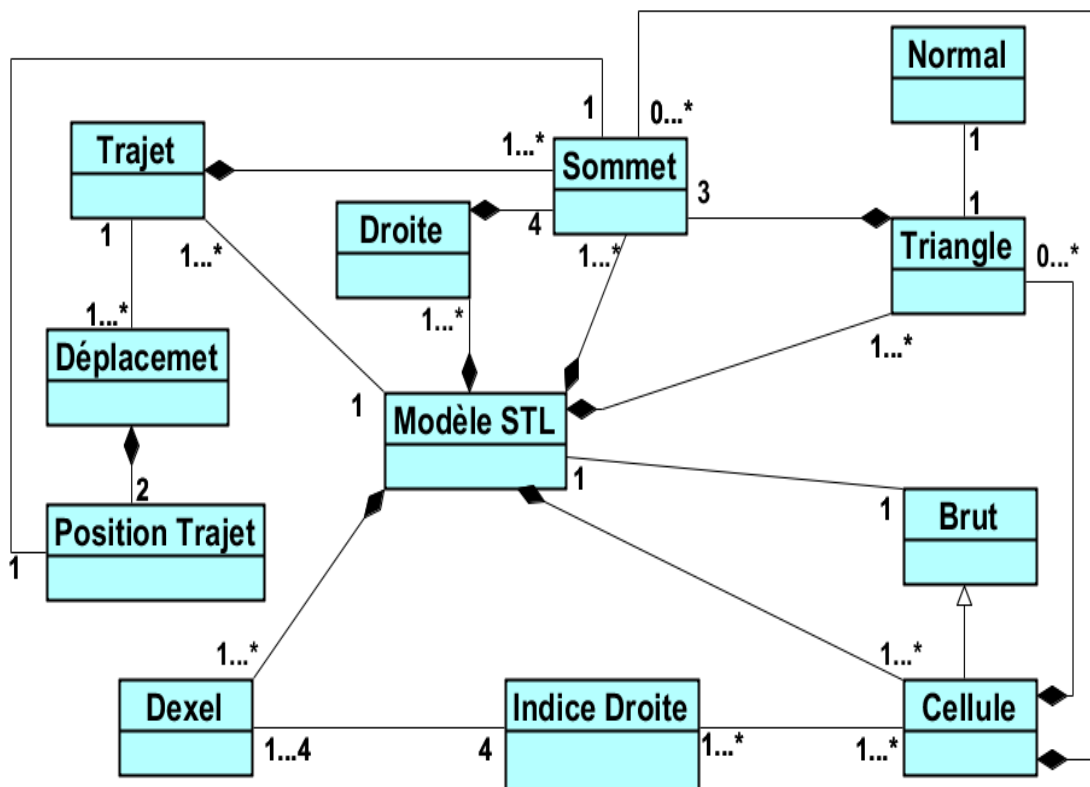 Normal
1
0...*
1
Trajet
1...*
Sommet
3
1
Droite
4
Triangle
0...*
1
1...*
1...*
1...*
1...*
Déplacemet
1...*
1
Modèle STL
1
2
1
Brut
Position Trajet
1
1...*
1...*
Dexel
Indice Droite
Cellule
1...4
4
1...*
1...*